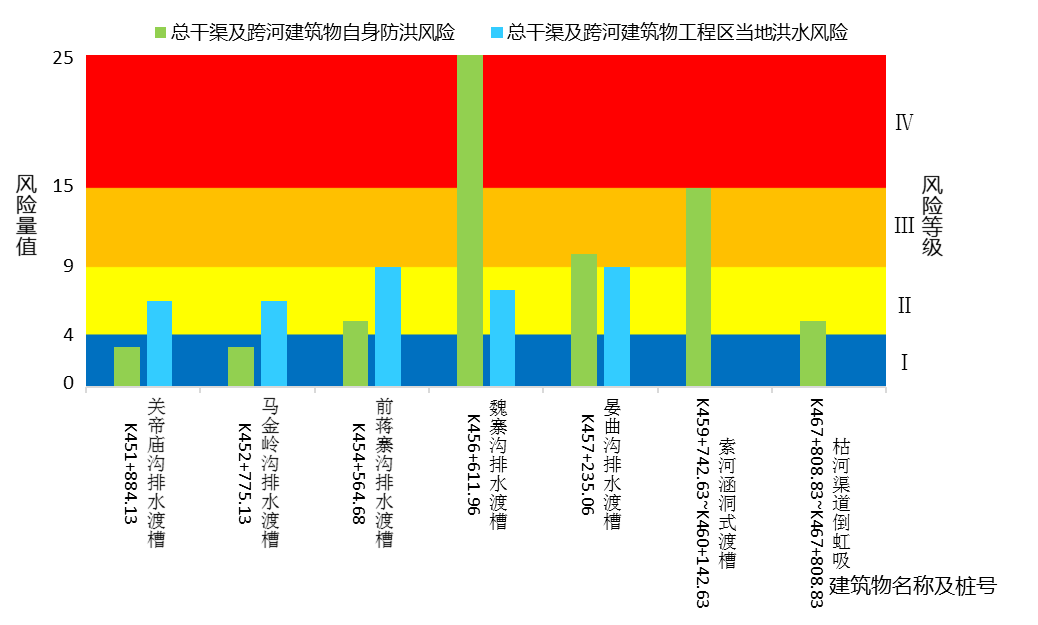 总干渠及跨河建筑物自身防洪风险
总干渠及跨河建筑物工程区当地洪水风险
风险量值
25
15
9
4
0
Ⅳ
Ⅲ
Ⅱ
Ⅰ
风险等级
关帝庙沟排水渡槽
K451+884.13
马金岭沟排水渡槽
K452+775.13
前蒋寨沟排水渡槽
K454+564.68
魏寨沟排水渡槽
K456+611.96
晏曲沟排水渡槽
K457+235.06
索河涵洞式渡槽
K459+742.63~K460+142.63
枯河渠道倒虹吸
K467+808.83~K467+808.83
建筑物名称及桩号